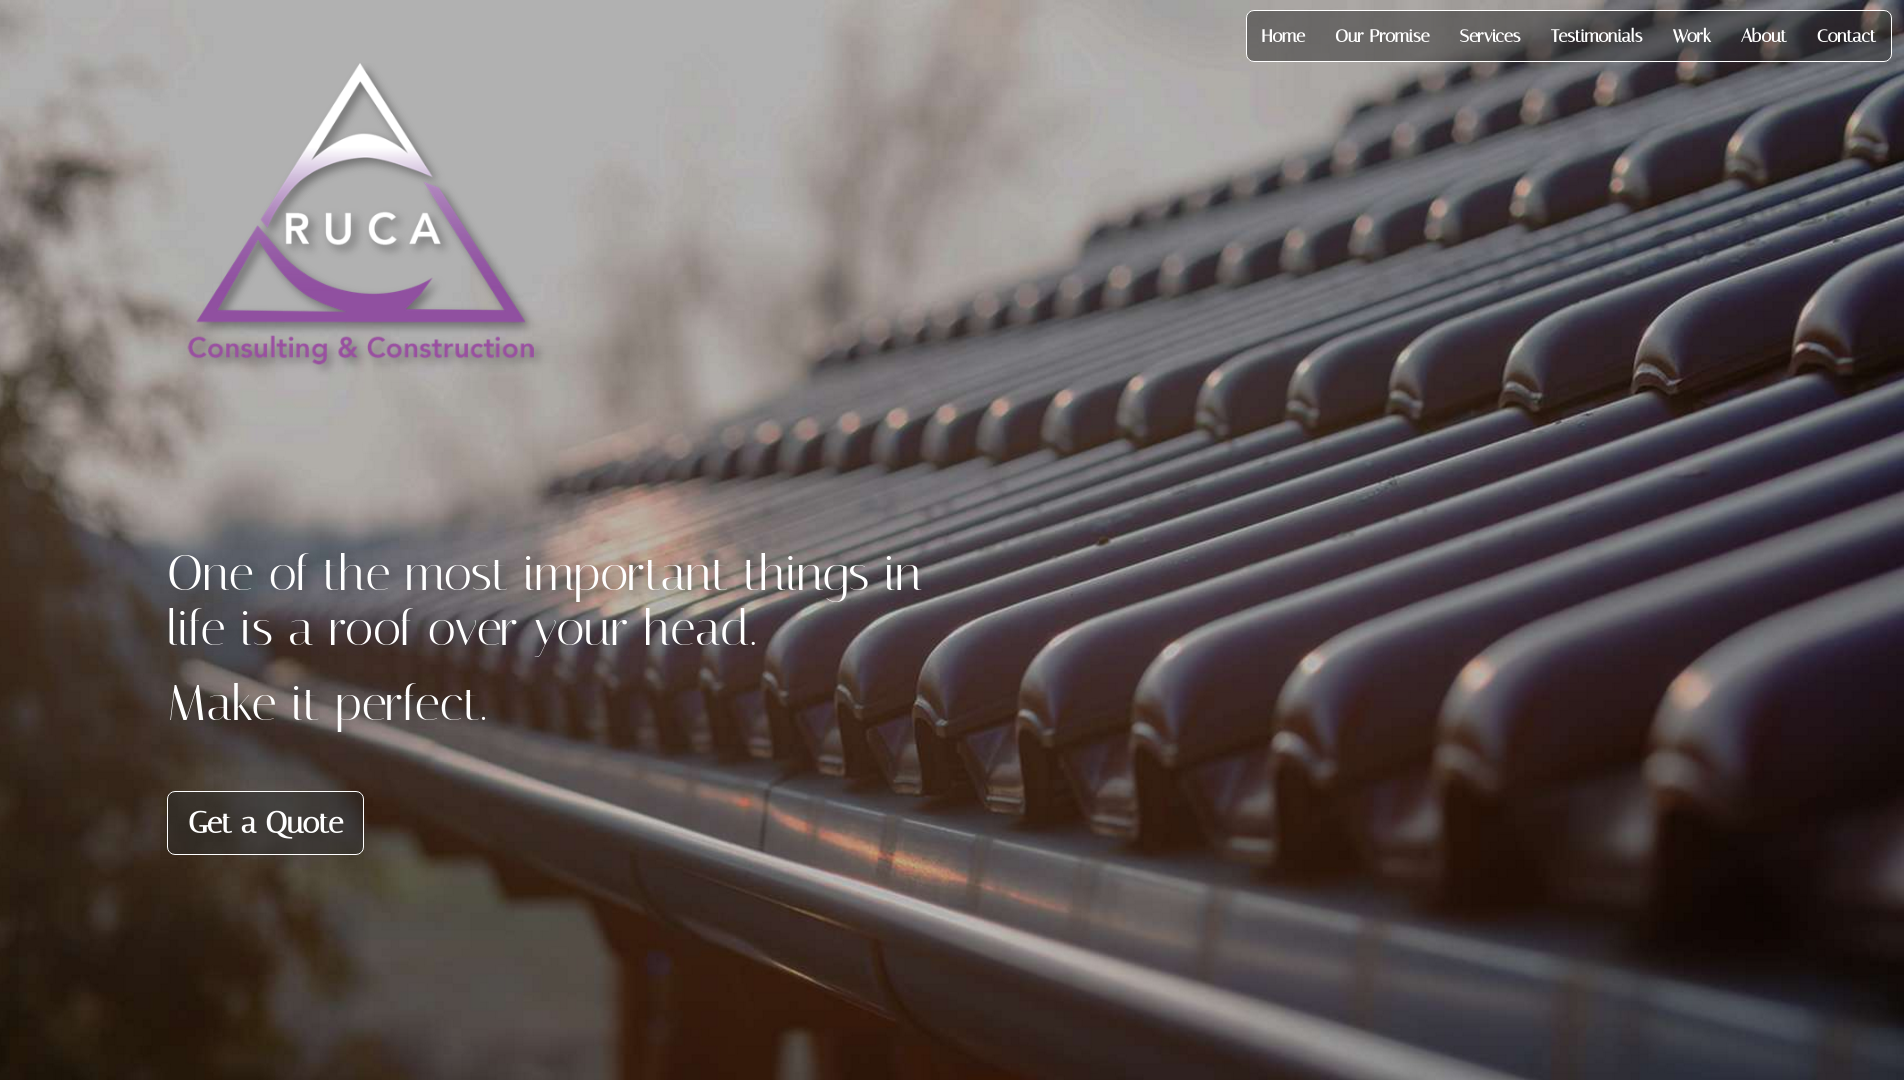 Home Our Promise Services Testimonials Work About Contact
RUCA
Consulting & Construction
One of the most important things in
life is a roof over your head.
Make it perfect.
Get a Quote